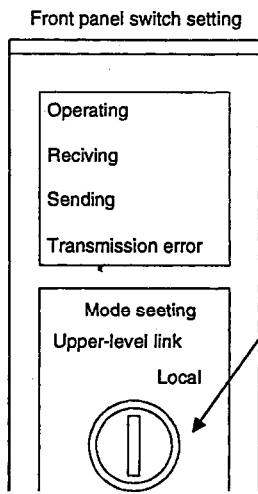 Front panel switch setting
Operating
Reciving
Sending
Transmission error
Mode seeting
Upper-level link
Local